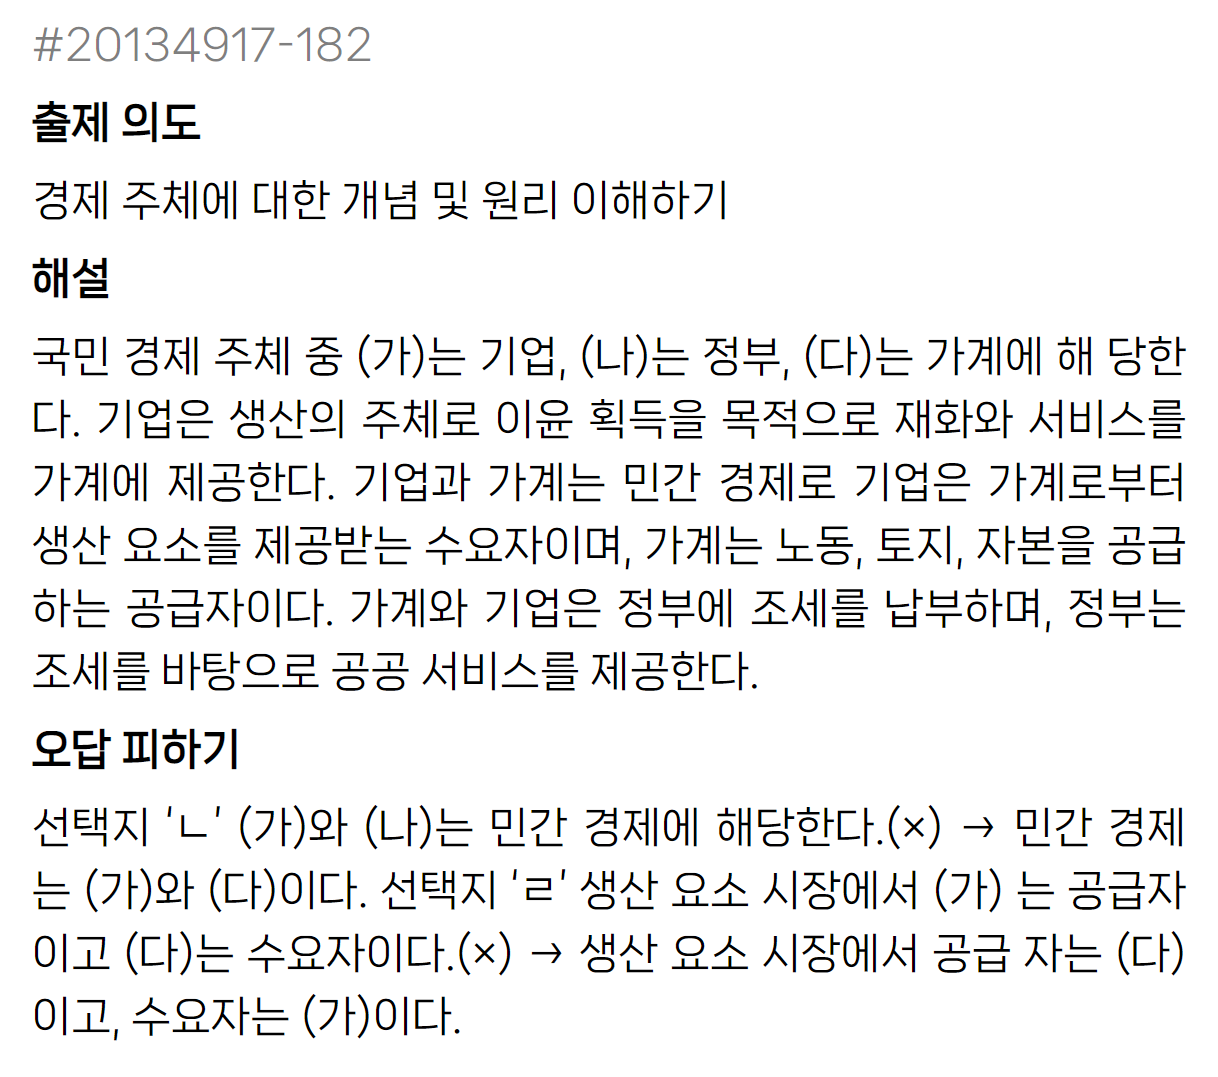 #20134917-182
출제 의도
경제 주체에 대한 개념 및 원리 이해하기
해설
국민 경제 주체 중 (가)는 기업, (나)는 정부, (다)는 가계에 해 당한
다. 기업은 생산의 주체로 이윤 획득을 목적으로 재화와 서비스를
가계에 제공한다. 기업과 가계는 민간 경제로 기업은 가계로부터
생산 요소를 제공받는 수요자이며, 가계는 노동, 토지, 자본을 공급
하는 공급자이다. 가계와 기업은 정부에 조세를 납부하며, 정부는
조세를 바탕으로 공공 서비스를 제공한다.
오답 피하기
선택지 ‘ㄴ’ (가)와 (나)는 민간 경제에 해당한다.(×) → 민간 경제
는 (가)와 (다)이다. 선택지 ‘ㄹ’ 생산 요소 시장에서 (가) 는 공급자
이고 (다)는 수요자이다.(×) → 생산 요소 시장에서 공급 자는 (다)
이고, 수요자는 (가)이다.